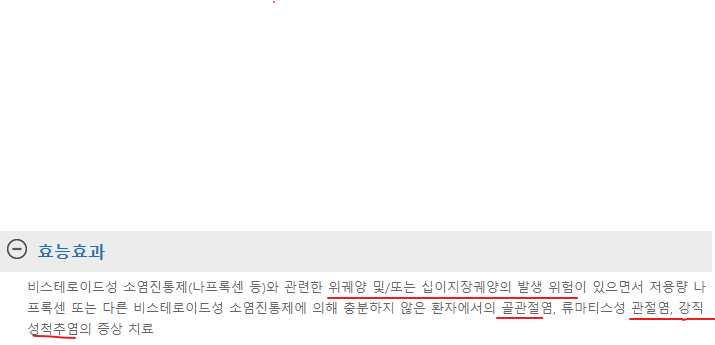 효능효과
비스테로이드성 소염진통제(나프록센 등)와 관련한 위궤양 및/또는 십이지장궤양의 발생 위험이 있으면서 저용량 나
프록센 또는 다른 비스테로이드성 소염진통제에 의해 충분하지 않은 환자에서의 골관절염, 류마티스성 관절염, 강직
성척추염의 증상 치료